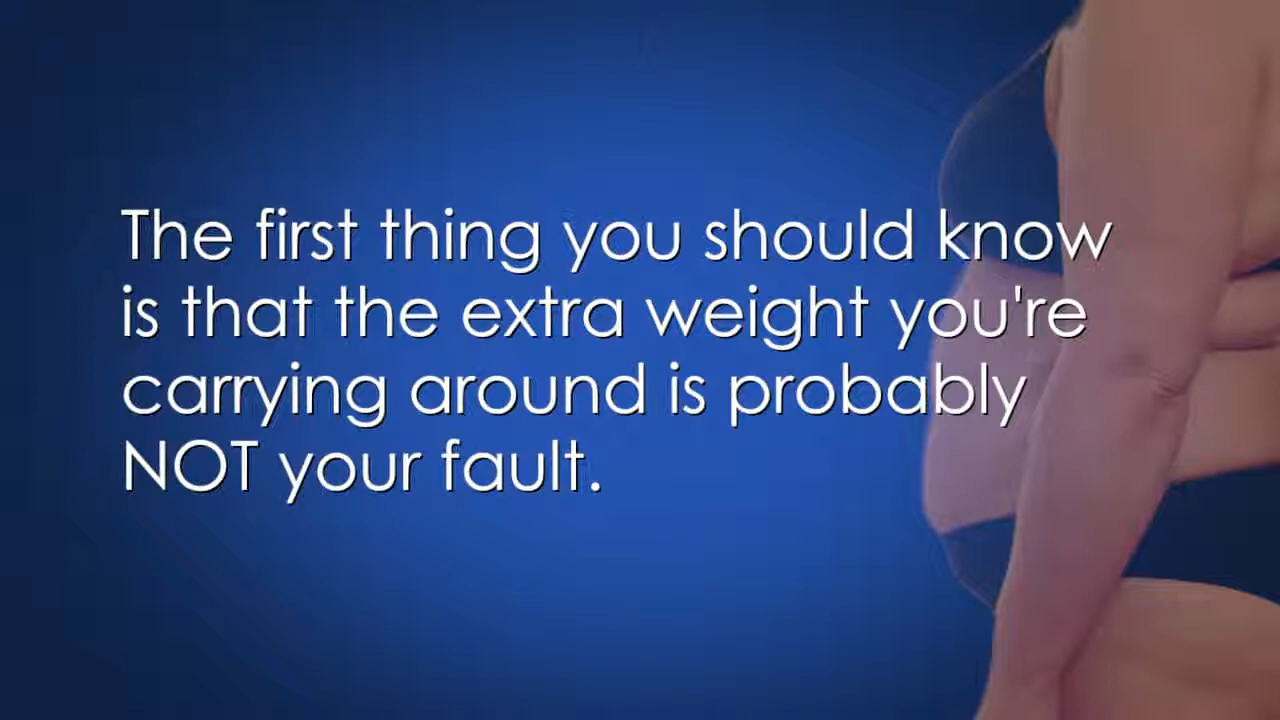 The first thing you should know
is that the extra weight you're
carrying around is probably
NOT your fault.